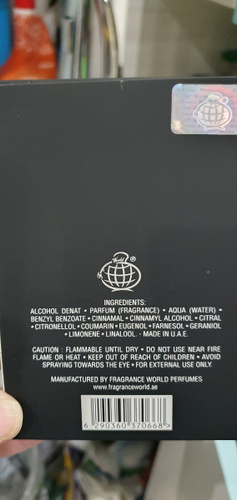 ®
INGREDIENTS:
ALCOHOL DENAT • PARFUM (FRAGRANCE) • AQUA (WATER) •
BENZYL BENZOATE • CINNAMAL • CINNAMYL ALCOHOL • CITRAL
• CITRONELLOL • COUMARIN • EUGENOL • FARNESOL • GERANIOL
• LIMONENE • LINALOOL. - MADE IN U.A.E.
CAUTION : FLAMMABLE UNTIL DRY • DO NOT USE NEAR FIRE
FLAME OR HEAT • KEEP OUT OF REACH OF CHILDREN • AVOID
SPRAYING TOWARDS THE EYE • FOR EXTERNAL USE ONLY.
MANUFACTURED BY FRAGRANCE WORLD PERFUMES
www.fragranceworld.ae
6 290360 370668